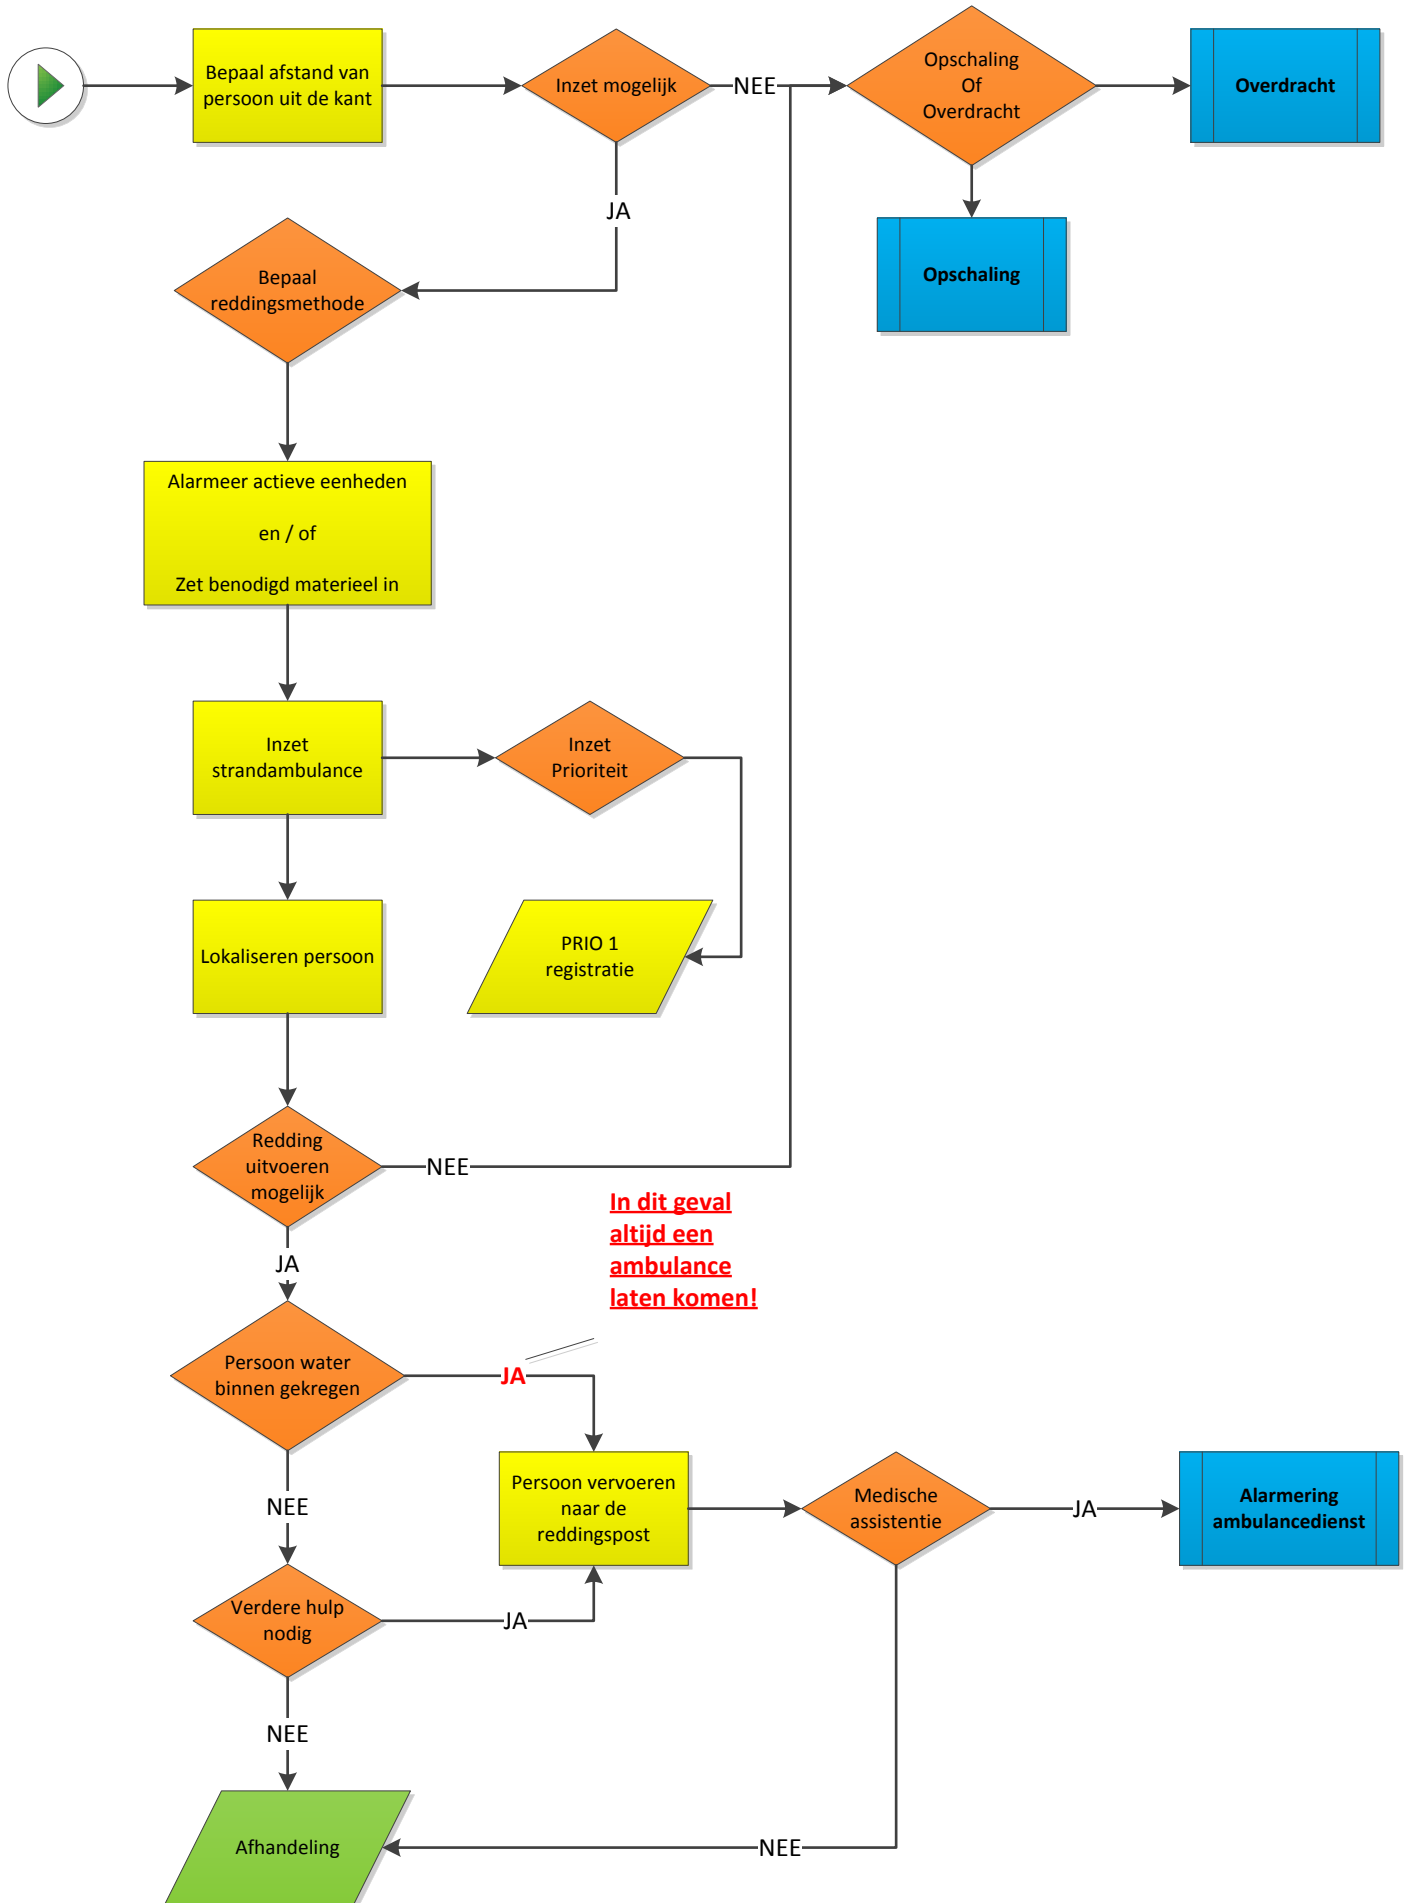 Bepaal afstand van
persoon uit de kant
Inzet mogelijk
NEE
Opschaling
Of
Overdracht
Overdracht
JA
Opschaling
Bepaal
reddingsmethode
Alarmeer actieve eenheden
en / of
Zet benodigd materieel in
Inzet
strandambulance
Inzet
Prioriteit
Lokaliseren persoon
PRIO 1
registratie
Redding
uitvoeren
mogelijk
NEE
In dit geval
altijd een
ambulance
laten komen!
JA
Persoon water
binnen gekregen
JA
NEE
Persoon vervoeren
naar de
reddingspost
Medische
assistentie
JA
Alarmering
ambulancedienst
Verdere hulp
nodig
JA
NEE
Afhandeling
NEE